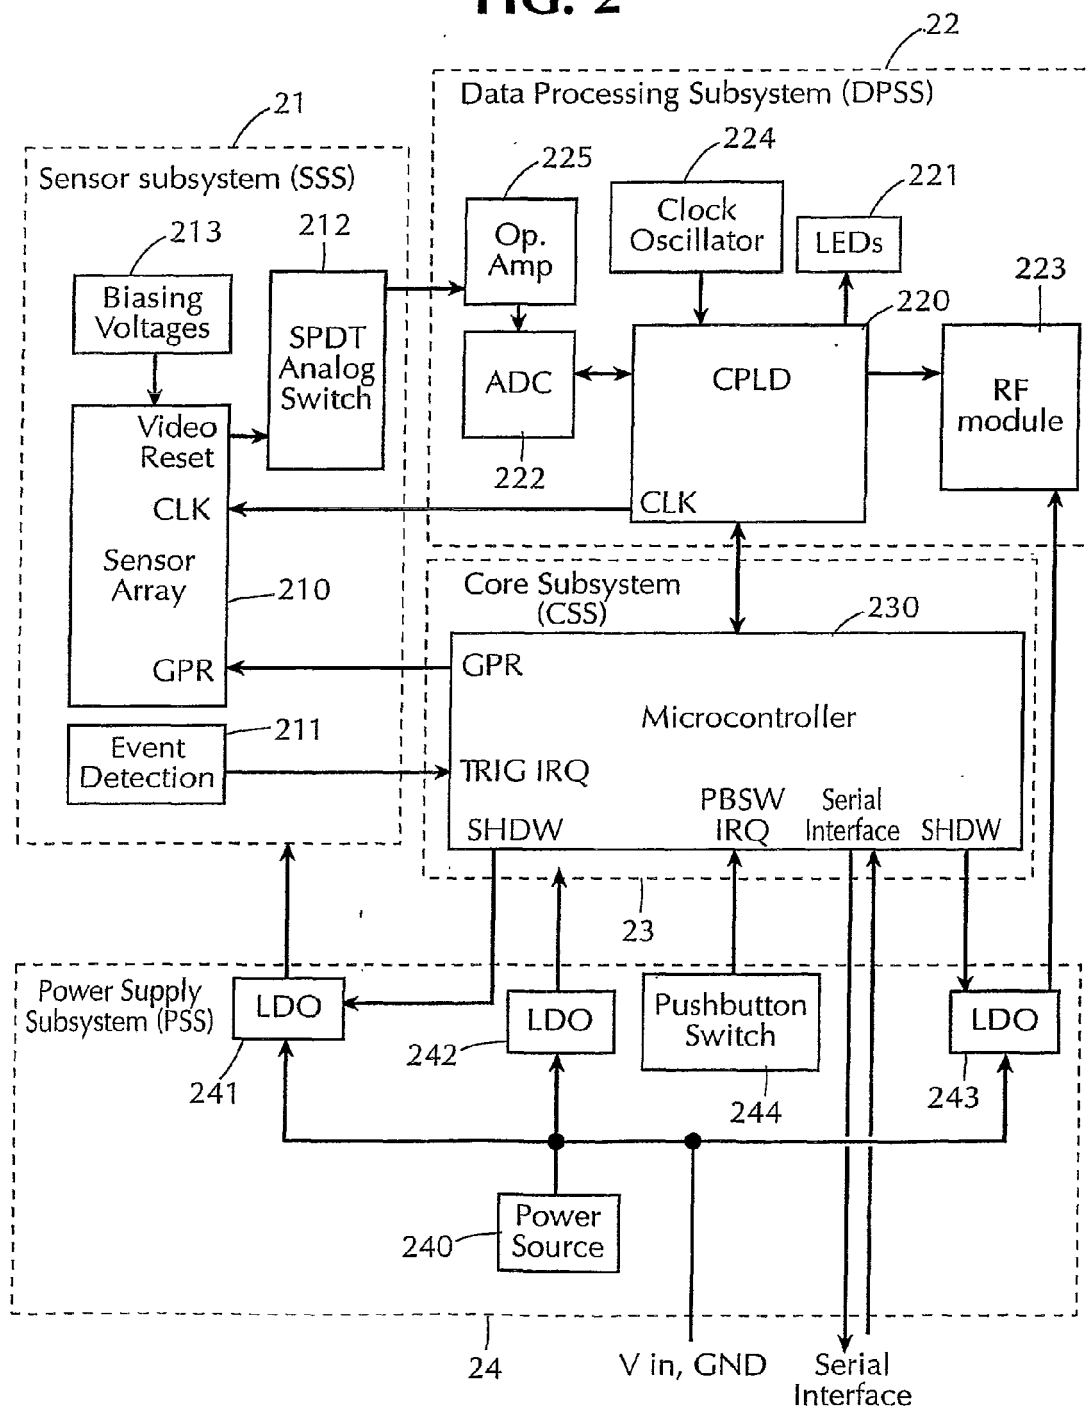 FIG. 2
22
Data Processing Subsystem (DPSS)
21
Sensor subsystem (SSS)
225
224
221
213
212
Op.
Amp
Clock
Oscillator
LEDs
223
Biasing
Voltages
SPDT
Analog
Switch
220
ADC
CPLD
RF
module
Video
Reset
222
CLK
CLK
Sensor
Array
210
Core Subsystem
(CSS)
230
GPR
GPR
Microcontroller
211
Event
Detection
TRIG IRQ
PBSW
IRQ
Serial
Interface
SHDW
SHDW
23
Power Supply
Subsystem (PSS)
LDO
LDO
Pushbutton
Switch
LDO
241
242
244
243
240
Power
Source
24
V in, GND
Serial
Interface